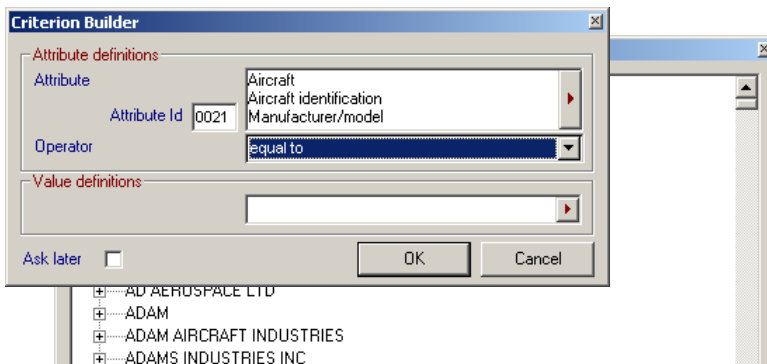 Criterion Builder
Attribute definitions
Attribute
Aircraft
Aircraft identification
Manufacturer/model
Attribute Id 0021
Operator
equal to
Value definitions
Ask later
OK
Cancel
AD AEROSPACE LTD
ADAM
ADAM AIRCRAFT INDUSTRIES
ADAMS INDUSTRIES INC